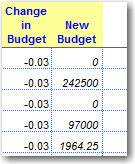 Change
in
Budget
New
Budget
-0.03 0
-0.03 242500
-0.03 0
-0.03 97000
-0.03 1964.25